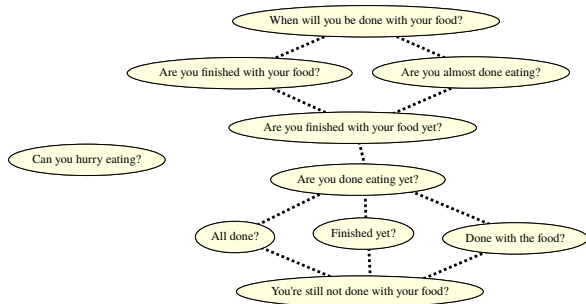 When will you be done with your food?
Are you finished with your food?
Are you almost done eating?
Are you finished with your food yet?
Can you hurry eating?
Are you done eating yet?
All done?
Finished yet?
Done with the food?
You're still not done with your food?